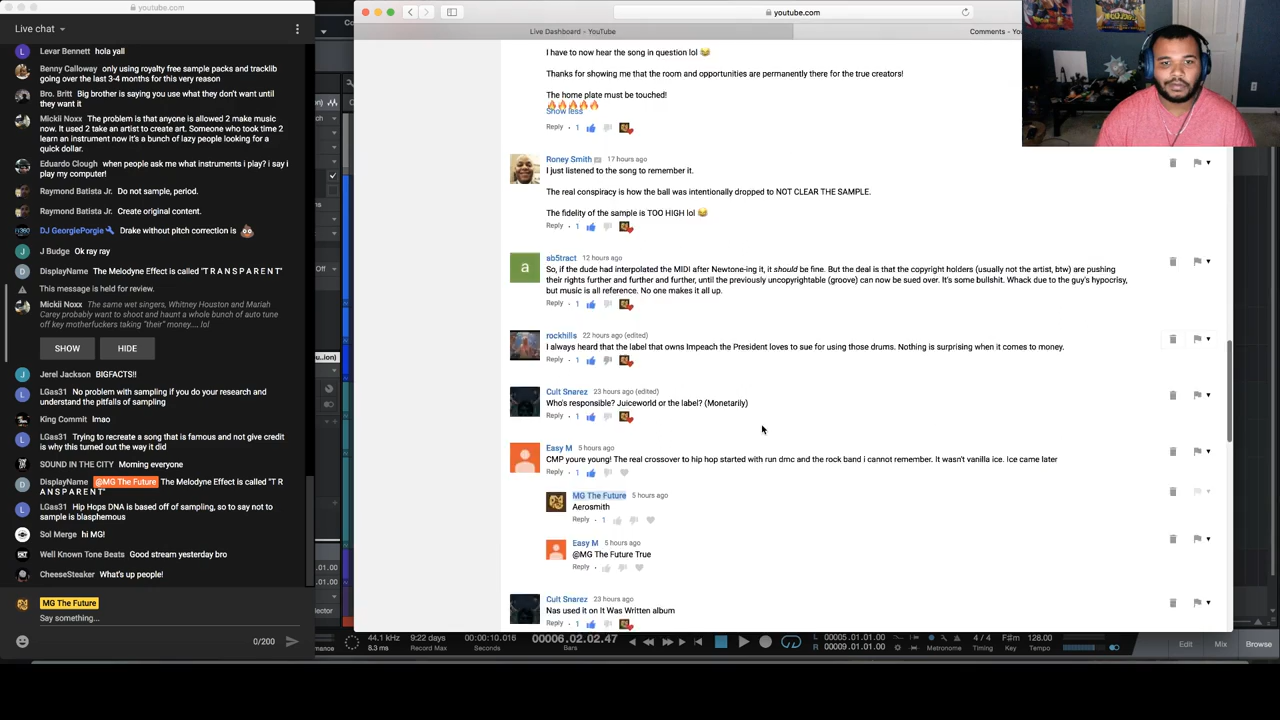 youtube.com
Live chat
Levar Bennett hola yall
Benny Calloway only using royalty free sample packs and tracklib
going over the last 3-4 months for this very reason
Bro. Britt Big brother is saying you use what they don't want until
they want it
Mickii Noxx The problem is that anyone is allowed 2 make music
now. It used 2 take an artist to create art. Someone who took time 2
learn an instrument now it's a bunch of lazy people looking for a
quick dollar.
Eduardo Clough when people ask me what instruments i play? i say i
play my computer!
Raymond Batista Jr. Do not sample, period.
Raymond Batista Jr. Create original content.
DJ GeorgiePorgie 🔧 Drake without pitch correction is 💩
J Budge Ok ray ray
DisplayName The Melodyne Effect is called "T R A N S P A R E N T'
This message is held for review.
Mickii Noxx The same wet singers, Whitney Houston and Mariah
Carey probably want to shoot and haunt a whole bunch of auto tune
off key motherfuckers taking "their" money.... lol
SHOW HIDE
Jerel Jackson BIGFACTS!!
LGas31 No problem with sampling if you do your research and
understand the pitfalls of sampling
King Commit lmao
LGas31 Trying to recreate a song that is famous and not give credit
is why this turned out the way it did
SOUND IN THE CITY Morning everyone
DisplayName @MG The Future The Melodyne Effect is called "T R
A N S P A R E N T'
LGas31 Hip Hops DNA is based off of sampling, so to say not to
sample is blasphemous
Sol Merge hi MG!
Well Known Tone Beats Good stream yesterday bro
CheeseSteaker What's up people!
MG The Future
Say something...
0/200
youtube.com
Live Dashboard - YouTube
Comments - You
I have to now hear the song in question lol 😂
Thanks for showing me that the room and opportunities are permanently there for the true creators!
The home plate must be touched!
🔥🔥🔥🔥🔥
Show less
Reply · 1
Roney Smith 17 hours ago
I just listened to the song to remember it.
The real conspiracy is how the ball was intentionally dropped to NOT CLEAR THE SAMPLE.
The fidelity of the sample is TOO HIGH lol 😂
Reply · 1
a
ab5tract 12 hours ago
So, if the dude had interpolated the MIDI after Newtone-ing it, it should be fine. But the deal is that the copyright holders (usually not the artist, btw) are pushing
their rights further and further and further, until the previously uncopyrightable (groove) can now be sued over. It's some bullshit. Whack due to the guy's hypocrisy,
but music is all reference. No one makes it all up.
Reply · 1
rockhills 22 hours ago (edited)
I always heard that the label that owns Impeach the President loves to sue for using those drums. Nothing is surprising when it comes to money.
Reply · 1
Cult Snarez 23 hours ago (edited)
Who's responsible? Juiceworld or the label? (Monetarily)
Reply · 1
Easy M 5 hours ago
CMP youre young! The real crossover to hip hop started with run dmc and the rock band i cannot remember. It wasn't vanilla ice. Ice came later
Reply · 1
MG The Future 5 hours ago
Aerosmith
Reply · 1
Easy M 5 hours ago
@MG The Future True
Reply
Cult Snarez 23 hours ago
Nas used it on It Was Written album
Reply · 1
44.1 kHz
8.3 ms
9:22 days
Record Max
00:00:10.016
Seconds
00006.02.02.47
Bars
L 00005.01.01.00
R 00009.01.01.00
Metronome
4 / 4
Timing
F#m
Key
128.00
Tempo
Edit Mix Browse